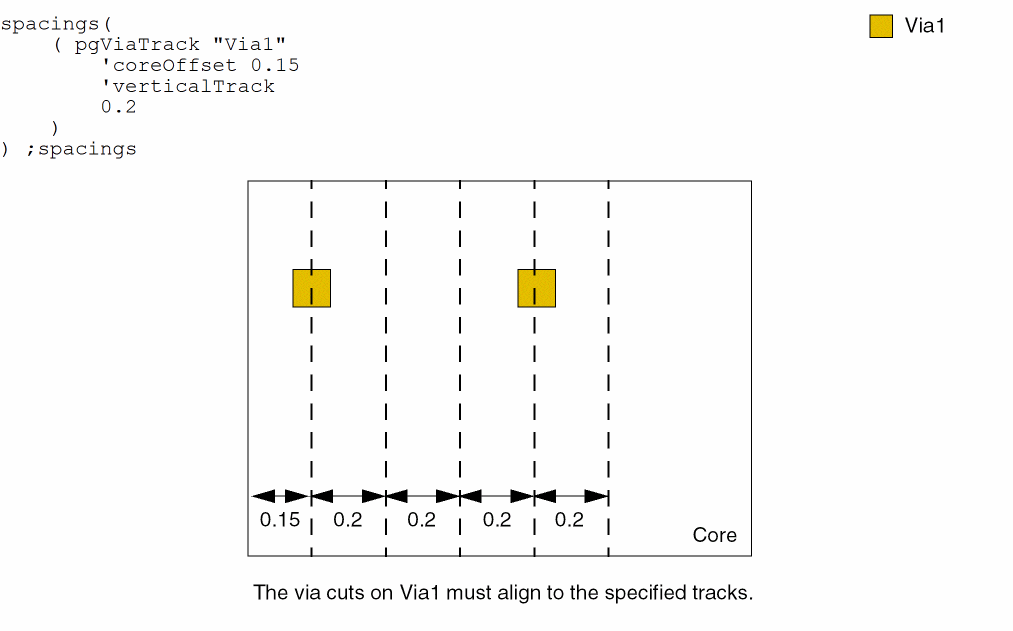 spacings(
( pgViaTrack "Via1"
'coreOffset 0.15
'verticalTrack
0.2
)
) ;spacings
Via1
0.15 0.2 0.2 0.2 0.2
Core
The via cuts on Via1 must align to the specified tracks.